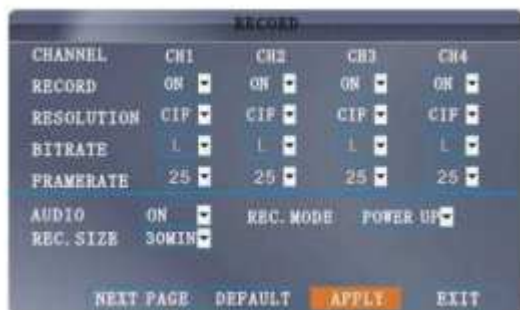 RECORD
CHANNEL CH1 CH2 CH3 CH4
RECORD ON ON ON ON
RESOLUTION CIF CIF CIF CIF
BITRATE L L L L
FRAMERATE 25 25 25 25
AUDIO ON REC. MODE POWER UP
REC. SIZE 30MIN
NEXT PAGE DEFAULT APPLY EXIT